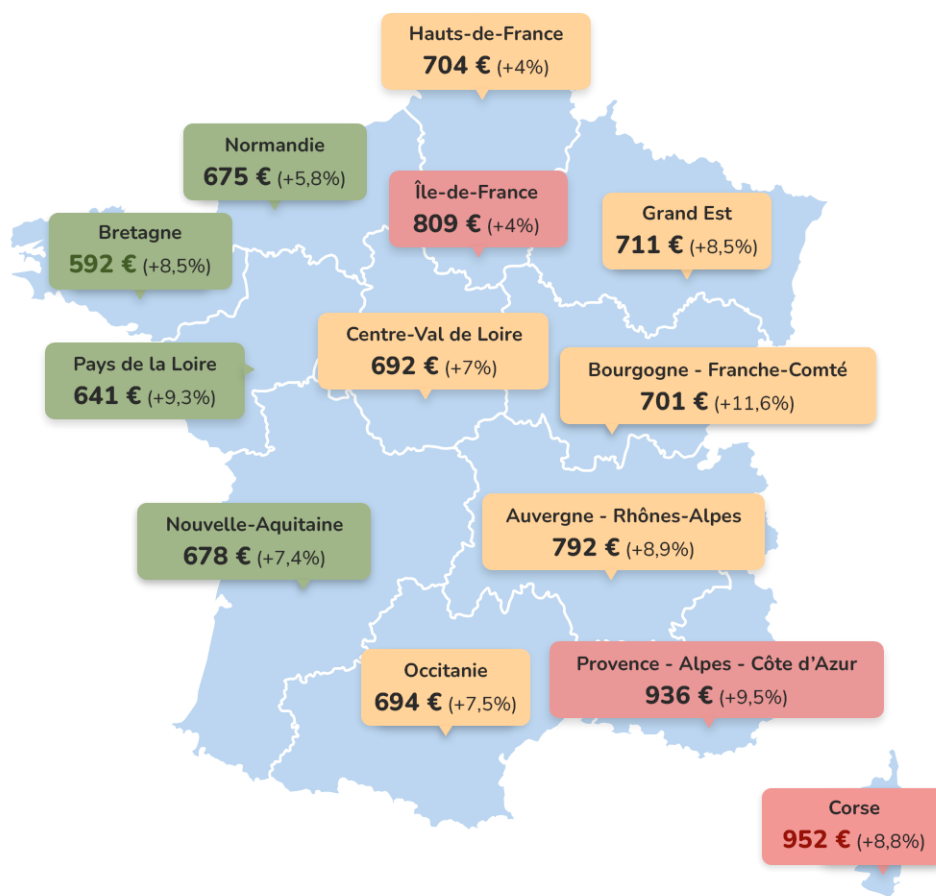 Hauts-de-France
704 € (+4%)
Normandie
675 € (+5,8%)
Île-de-France
809 € (+4%)
Grand Est
711 € (+8,5%)
Bretagne
592 € (+8,5%)
Centre-Val de Loire
692 € (+7%)
Pays de la Loire
641 € (+9,3%)
Bourgogne - Franche-Comté
701 € (+11,6%)
Nouvelle-Aquitaine
678 € (+7,4%)
Auvergne - Rhônes-Alpes
792 € (+8,9%)
Occitanie
694 € (+7,5%)
Provence - Alpes - Côte d’Azur
936 € (+9,5%)
Corse
952 € (+8,8%)